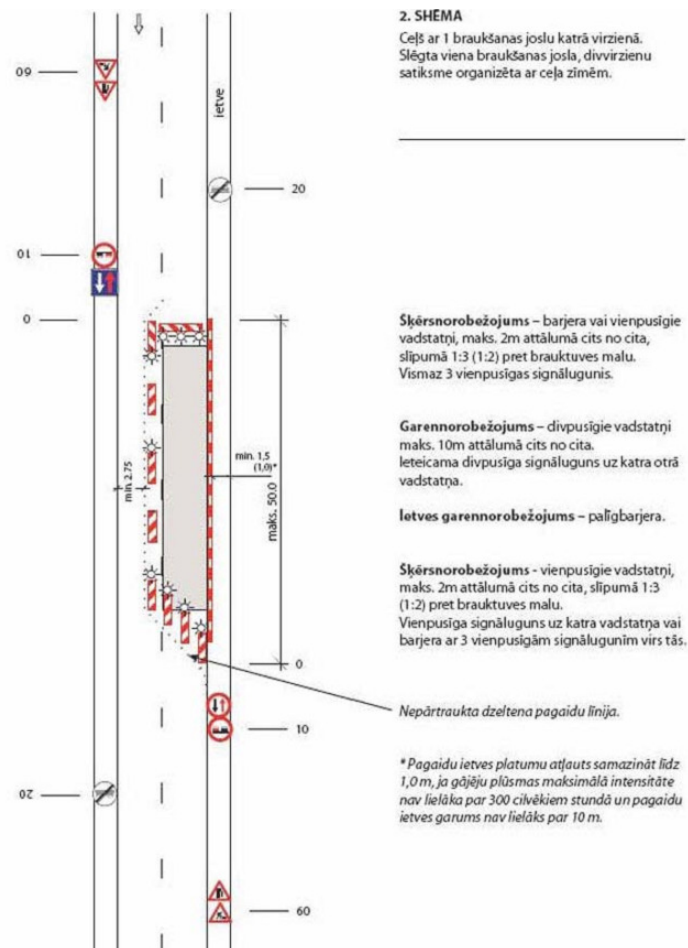 2. SHĒMA
Ceļš ar 1 braukšanas joslu katrā virzienā.
Slēgta viena braukšanas josla, divvirzienu
satiksme organizēta ar ceļa zīmēm.
60
ietve
20
10
0
Šķērsnorobežojums – barjera vai vienpusīgie
vadstatņi, maks. 2m attālumā cits no cita,
slīpumā 1:3 (1:2) pret brauktuves malu.
Vismaz 3 vienpusīgas signālugunis.
Garennorobežojums – divpusīgie vadstatņi
maks. 10m attālumā cits no cita.
Ieteicama divpusīga signāluguns uz katra otrā
vadstatņa.
min. 2.75
min. 1,5
(1,0)*
maks. 50.0
Ietves garennorobežojums – palīgbarjera.
Šķērsnorobežojums - vienpusīgie vadstatņi,
maks. 2m attālumā cits no cita, slīpumā 1:3
(1:2) pret brauktuves malu.
Vienpusīga signāluguns uz katra vadstatņa vai
barjera ar 3 vienpusīgām signālugunīm virs tās.
0
Nepārtraukta dzeltena pagaidu līnija.
10
* Pagaidu ietves platumu atļauts samazināt līdz
1,0 m, ja gājēju plūsmas maksimālā intensitāte
nav lielāka par 300 cilvēkiem stundā un pagaidu
ietves garums nav lielāks par 10 m.
20
60